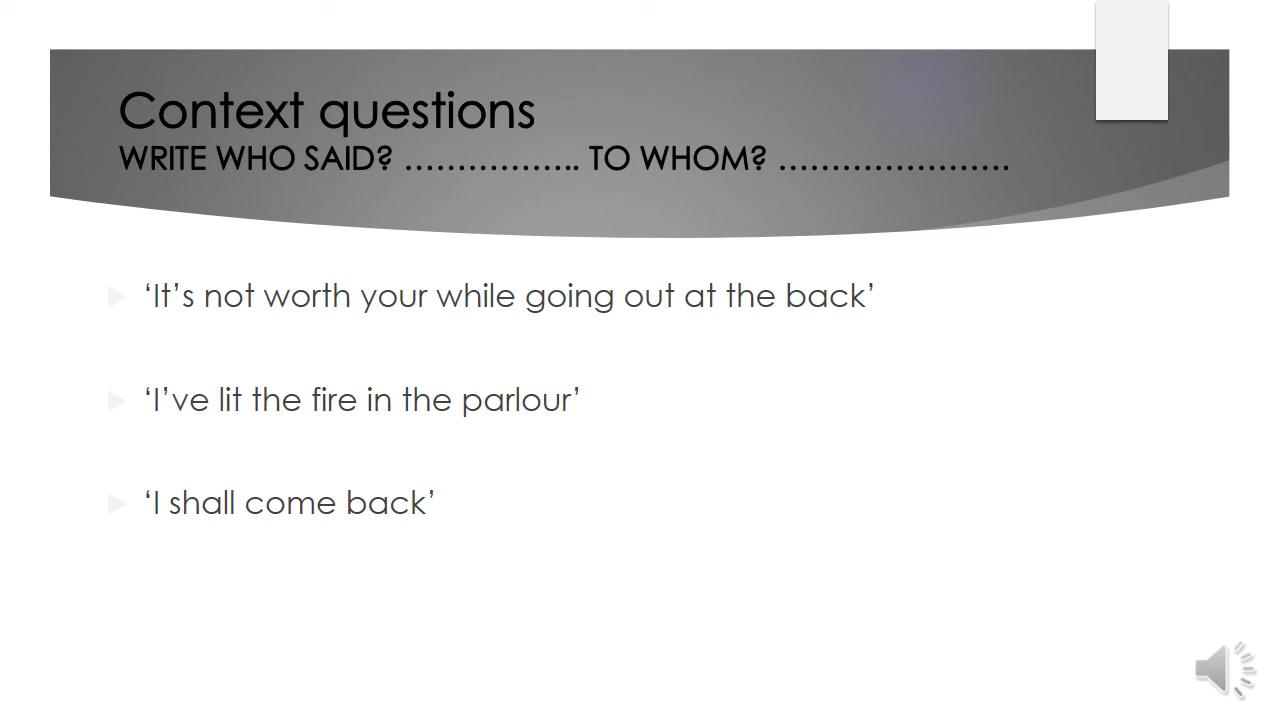 Context questions
WRITE WHO SAID? …………….. TO WHOM? ………………….
‘It’s not worth your while going out at the back’
‘I’ve lit the fire in the parlour’
‘I shall come back’